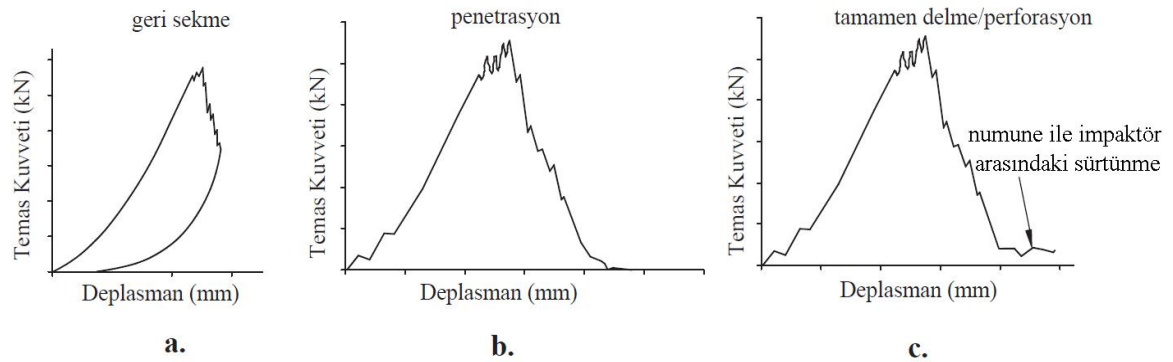 geri sekme
Temas Kuvveti (kN)
Deplasman (mm)
a.
penetrasyon
Temas Kuvveti (kN)
Deplasman (mm)
b.
tamamen delme/perforasyon
Temas Kuvveti (kN)
numune ile impaktör
arasındaki sürtünme
Deplasman (mm)
c.